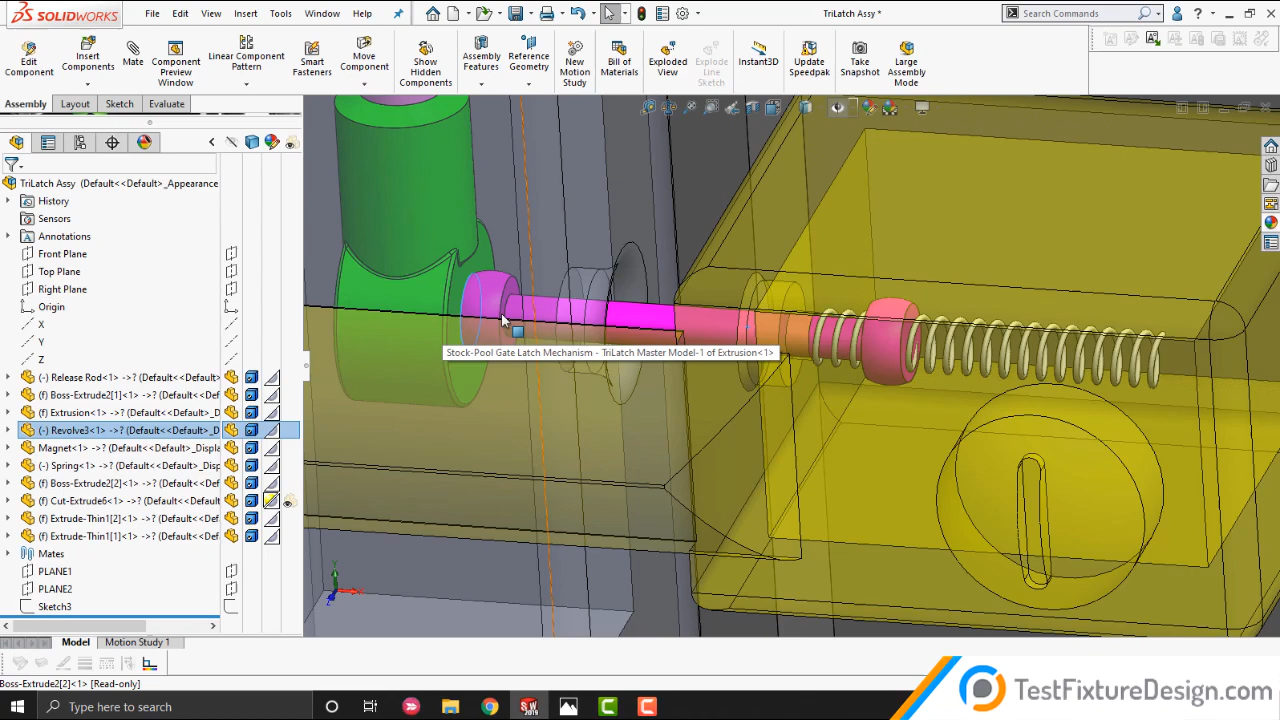 SOLIDWORKS
File
Edit
View
Insert
Tools
Window
Help
TriLatch Assy *
Search Commands
Edit
Component
Insert
Components
Mate
Component
Preview
Window
Linear Component
Pattern
Smart
Fasteners
Move
Component
Show
Hidden
Components
Assembly
Features
Reference
Geometry
New
Motion
Study
Bill of
Materials
Exploded
View
Explode
Line
Sketch
Instant3D
Update
Speedpak
Take
Snapshot
Large
Assembly
Mode
Assembly
Layout
Sketch
Evaluate
TriLatch Assy (Default<<Default>_Appearance
History
Sensors
Annotations
Front Plane
Top Plane
Right Plane
Origin
X
Y
Z
(-) Release Rod<1> ->? (Default<<Default>
(f) Boss-Extrude2[1]<1> ->? (Default<<Def
(f) Extrusion<1> ->? (Default<<Default>_D
(-) Revolve3<1> ->? (Default<<Default>_D
Magnet<1> ->? (Default<<Default>_Displa
(-) Spring<1> ->? (Default<<Default>_Disp
(f) Boss-Extrude2[2]<1> ->? (Default<<Def
(f) Cut-Extrude6<1> ->? (Default<<Default
(f) Extrude-Thin1[2]<1> ->? (Default<<Def
(f) Extrude-Thin1[1]<1> ->? (Default<<Def
Mates
PLANE1
PLANE2
Sketch3
Stock-Pool Gate Latch Mechanism - TriLatch Master Model-1 of Extrusion<1>
Y
X
Z
Model
Motion Study 1
Boss-Extrude2[2]<1> [Read-only]
TestFixtureDesign.com
Type here to search
SW
2019